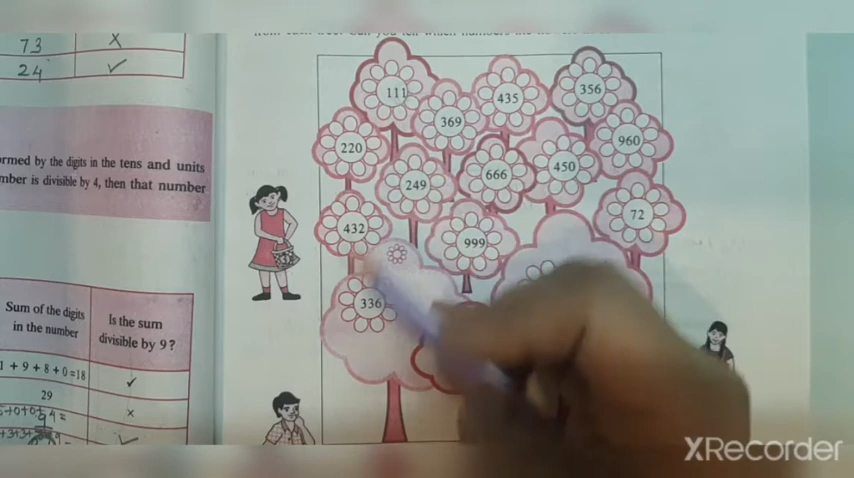 73 X
24 ✓
111
435
356
369
220
960
249
666
450
432
999
72
336
ormed by the digits in the tens and units
mber is divisible by 4, then that number
Sum of the digits
in the number
Is the sum
divisible by 9 ?
1 + 9 + 8 + 0 =18 ✓
29 ×
XRecorder